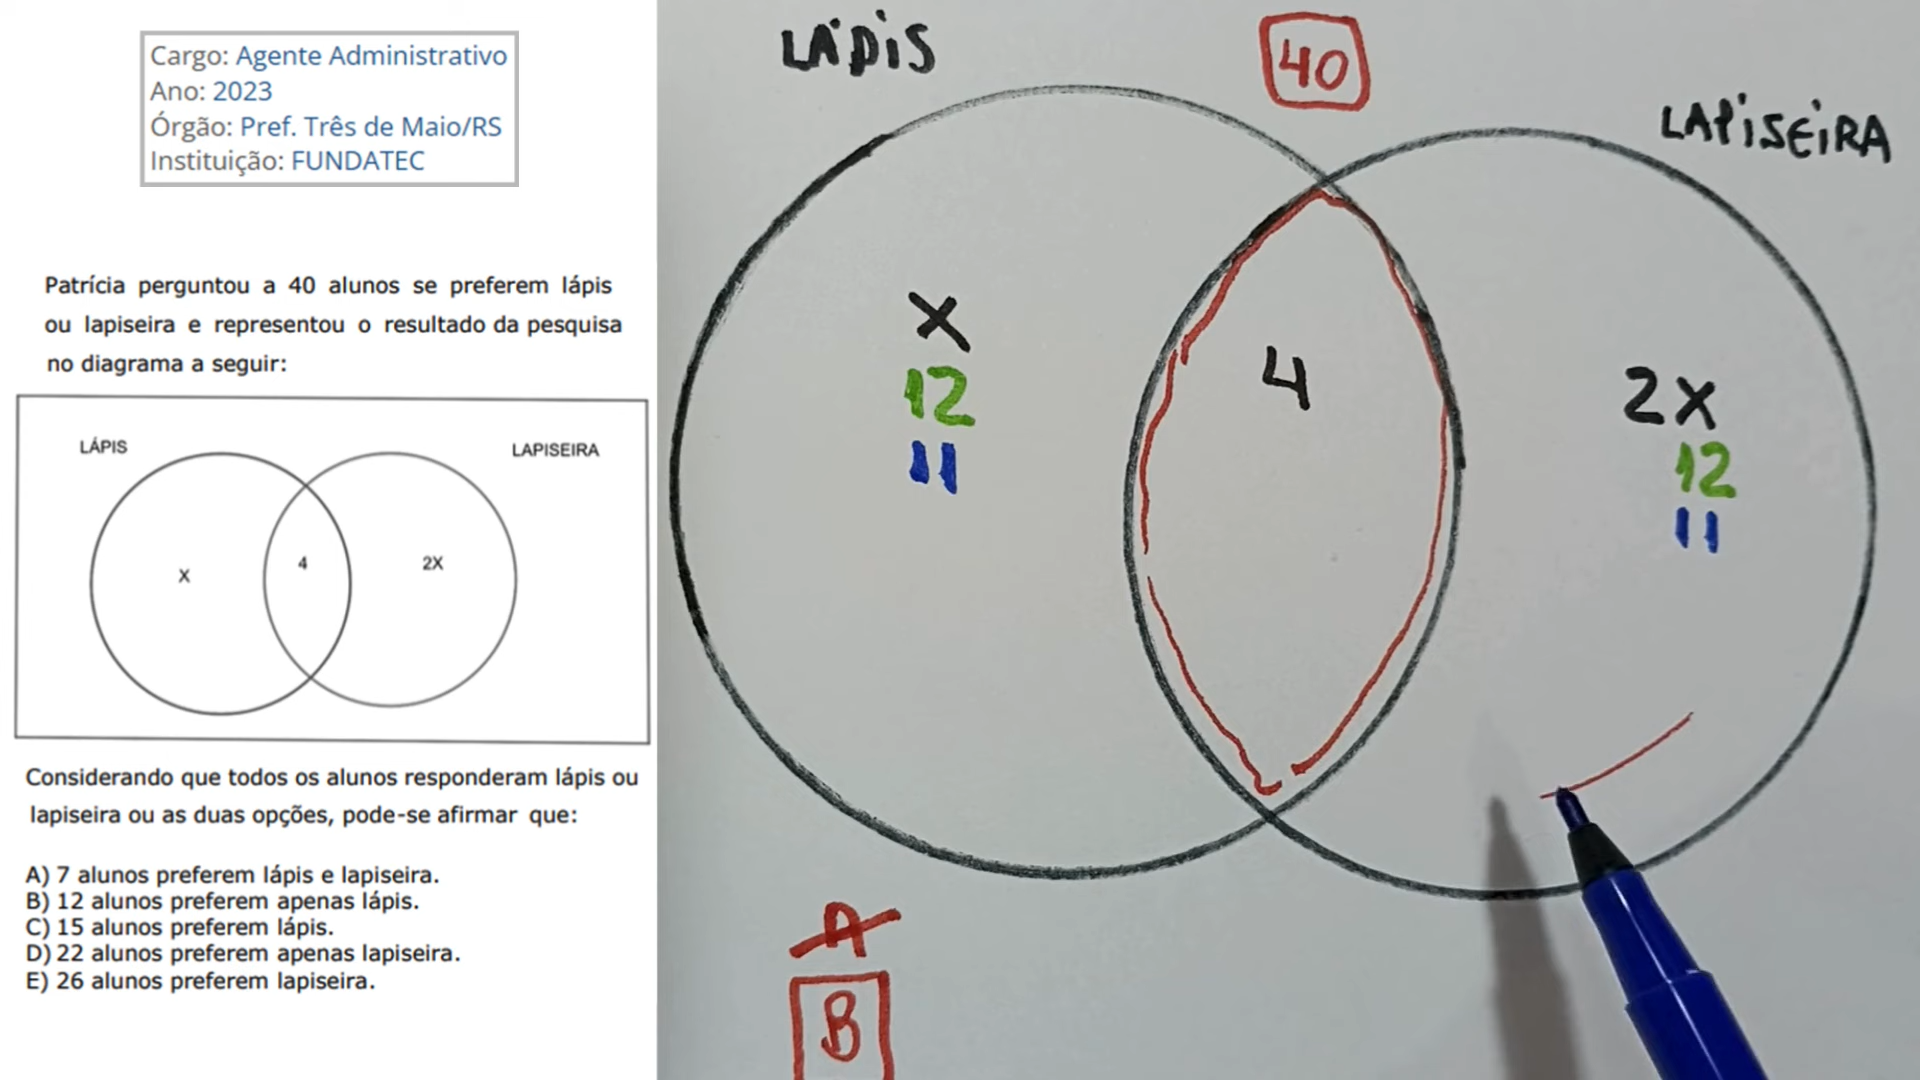 Cargo: Agente Administrativo
Ano: 2023
Órgão: Pref. Três de Maio/RS
Instituição: FUNDATEC
Patrícia perguntou a 40 alunos se preferem lápis
ou lapiseira e representou o resultado da pesquisa
no diagrama a seguir:
LÁPIS
LAPISEIRA
X
4
2X
Considerando que todos os alunos responderam lápis ou
lapiseira ou as duas opções, pode-se afirmar que:
A) 7 alunos preferem lápis e lapiseira.
B) 12 alunos preferem apenas lápis.
C) 15 alunos preferem lápis.
D) 22 alunos preferem apenas lapiseira.
E) 26 alunos preferem lapiseira.
LÁPiS
40
LAPiSEiRA
X
12
11
4
2X
12
11
A
B